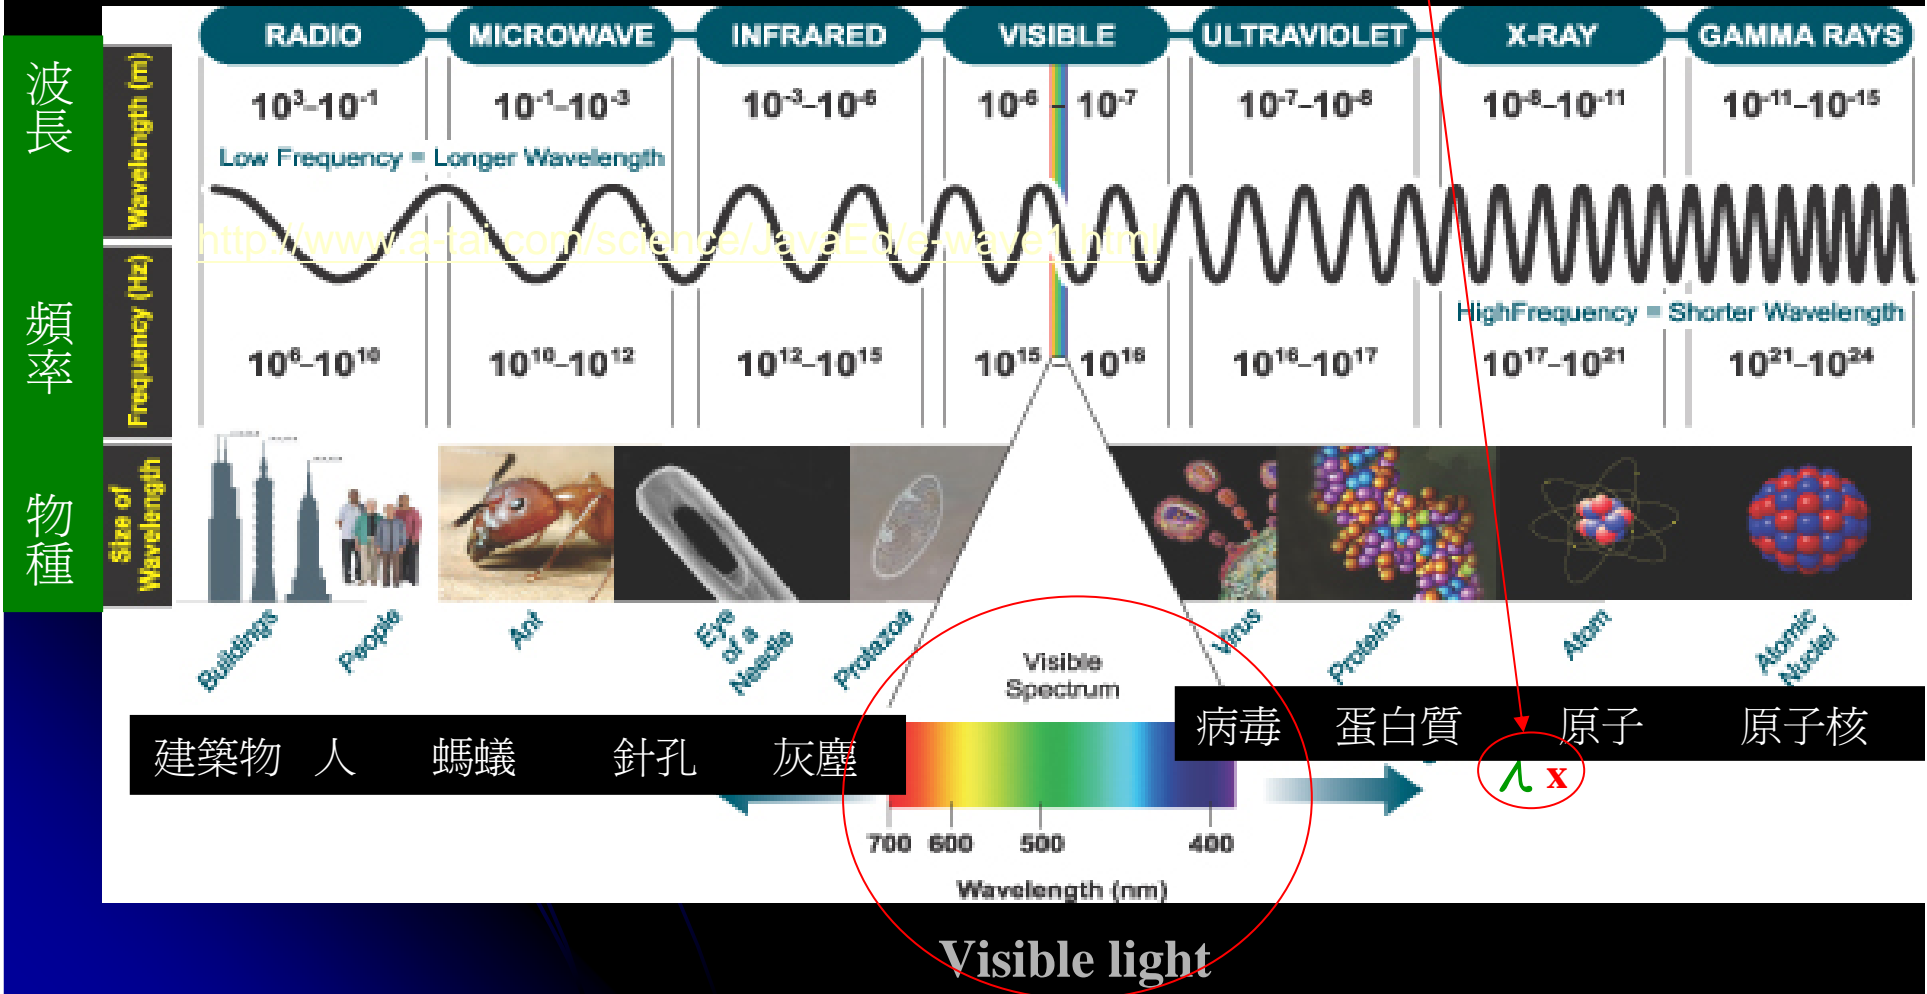 RADIO MICROWAVE INFRARED VISIBLE ULTRAVIOLET X-RAY GAMMA RAYS
波長
Wavelength (m)
10³–10⁻¹ 10⁻¹–10⁻³ 10⁻³–10⁻⁶ 10⁻⁶ – 10⁻⁷ 10⁻⁷–10⁻⁸ 10⁻⁸–10⁻¹¹ 10⁻¹¹–10⁻¹⁵
Low Frequency = Longer Wavelength
http://www.a-tai.com/science/JavaEd/e-wave1.html
HighFrequency = Shorter Wavelength
頻率
Frequency (Hz)
10⁶–10¹⁰ 10¹⁰–10¹² 10¹²–10¹⁵ 10¹⁵ – 10¹⁶ 10¹⁶–10¹⁷ 10¹⁷–10²¹ 10²¹–10²⁴
物種
Size of
Wavelength
Buildings
People
Ant
Eye
of a
Needle
Protazoa
Virus
Proteins
Atom
Atomic
Nuclei
Visible
Spectrum
建築物 人 螞蟻 針孔 灰塵
病毒 蛋白質 原子 原子核
λ x
700 600 500 400
Wavelength (nm)
Visible light